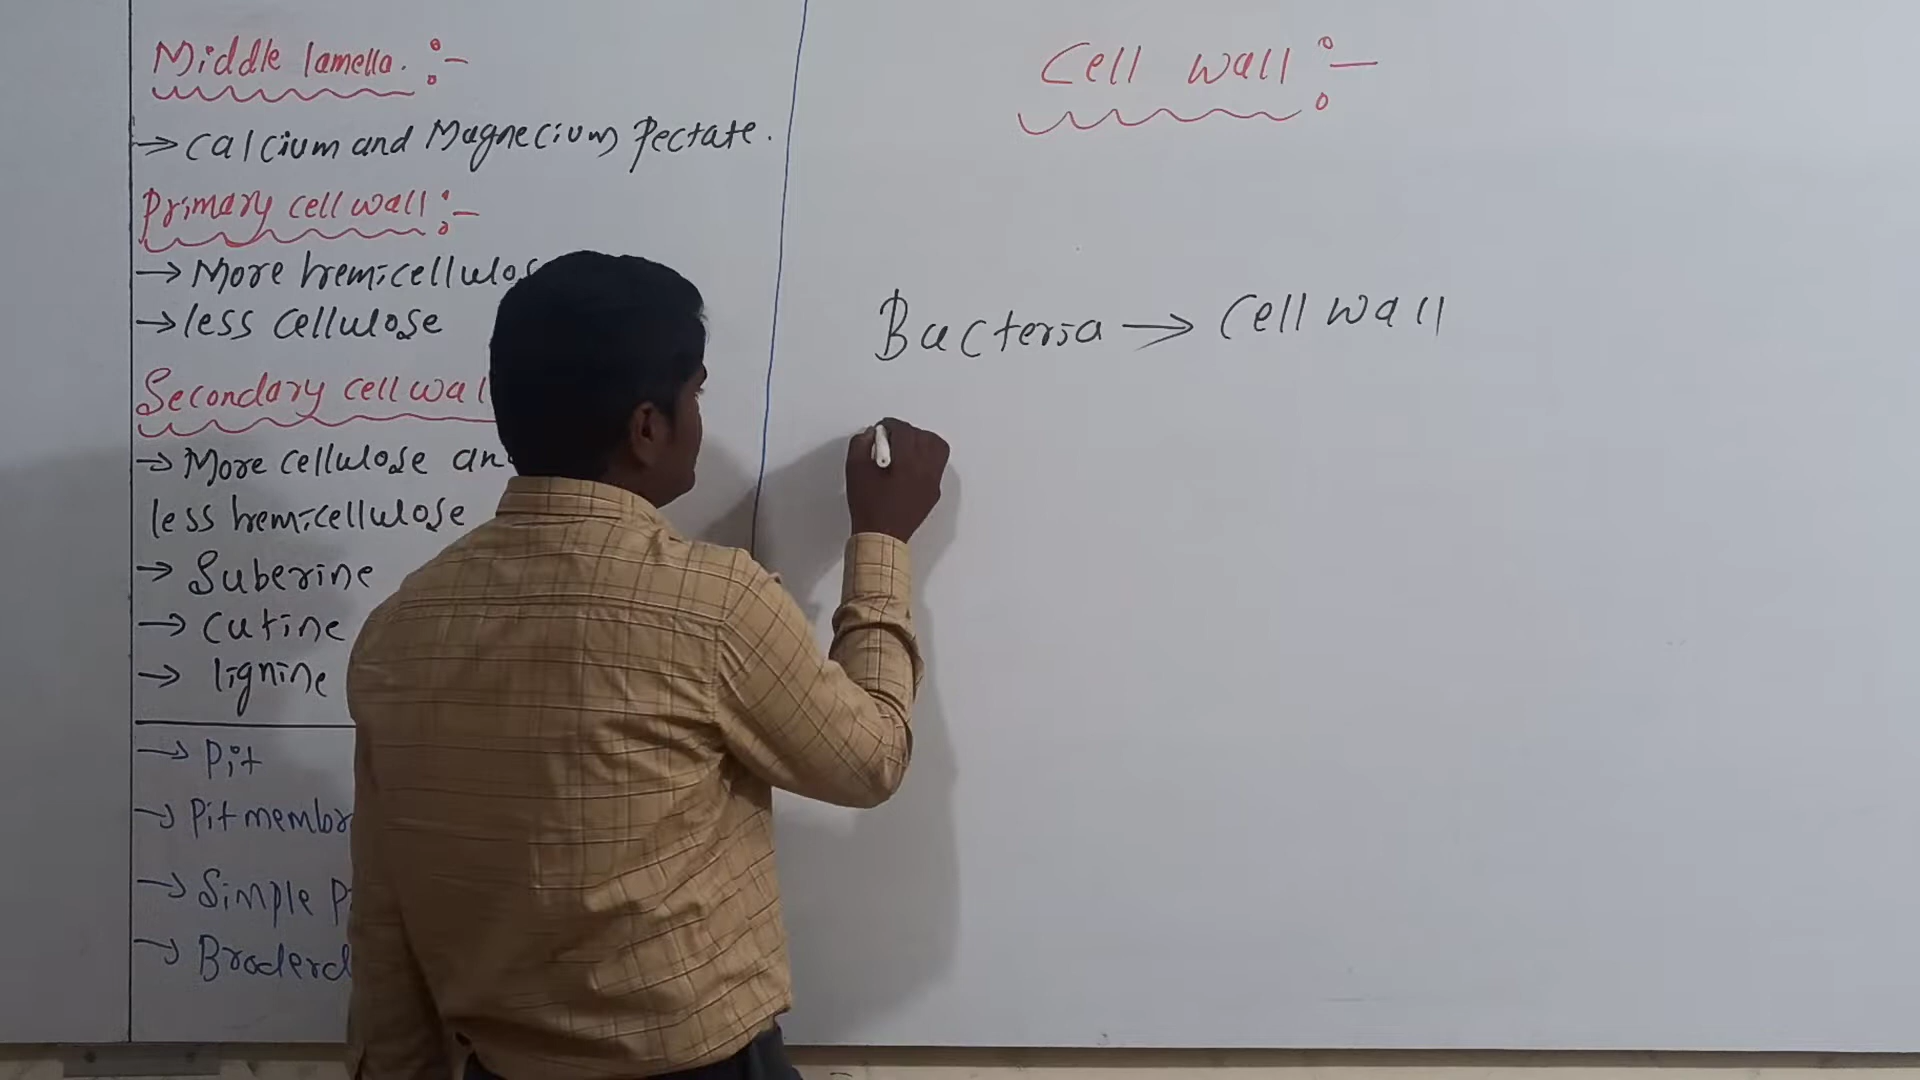 Middle lamella. :-
→ Calcium and Magnecium Pectate.
Primary cell wall :-
→ More hemicellulos
→ less cellulose
Secondary cell wal
→ More cellulose an
less hemicellulose
→ Suberine
→ Cutine
→ lignine
→ Pit
→ Pit membr
→ Simple P
→ Broderd
Cell wall :-
Bacteria → Cell wall